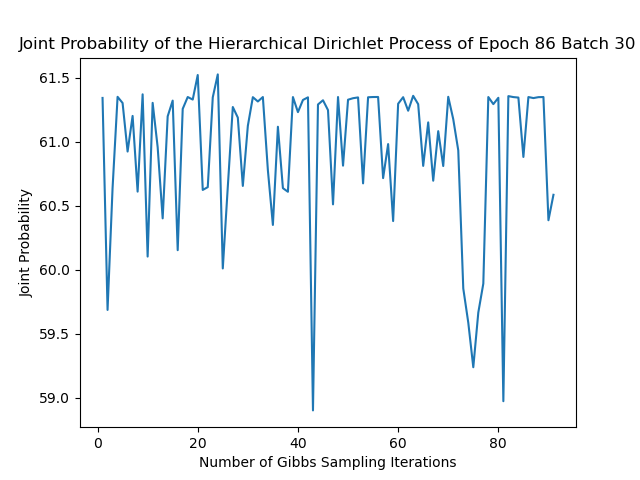 Joint Probability of the Hierarchical Dirichlet Process of Epoch 86 Batch 30
61.5
61.0
60.5
60.0
59.5
59.0
Joint Probability
0 20 40 60 80
Number of Gibbs Sampling Iterations